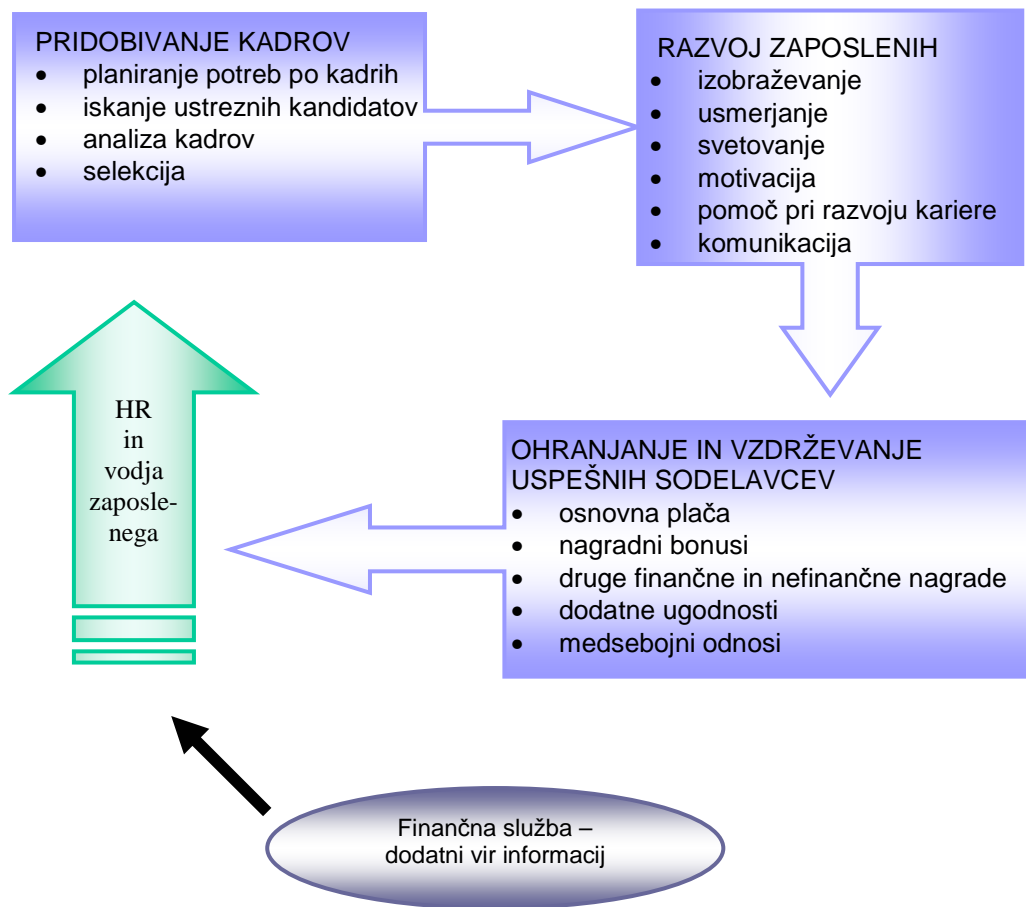 PRIDOBIVANJE KADROV
• planiranje potreb po kadrih
• iskanje ustreznih kandidatov
• analiza kadrov
• selekcija
RAZVOJ ZAPOSLENIH
• izobraževanje
• usmerjanje
• svetovanje
• motivacija
• pomoč pri razvoju kariere
• komunikacija
HR
in
vodja
zaposle-
nega
OHRANJANJE IN VZDRŽEVANJE
USPEŠNIH SODELAVCEV
• osnovna plača
• nagradni bonusi
• druge finančne in nefinančne nagrade
• dodatne ugodnosti
• medsebojni odnosi
Finančna služba –
dodatni vir informacij